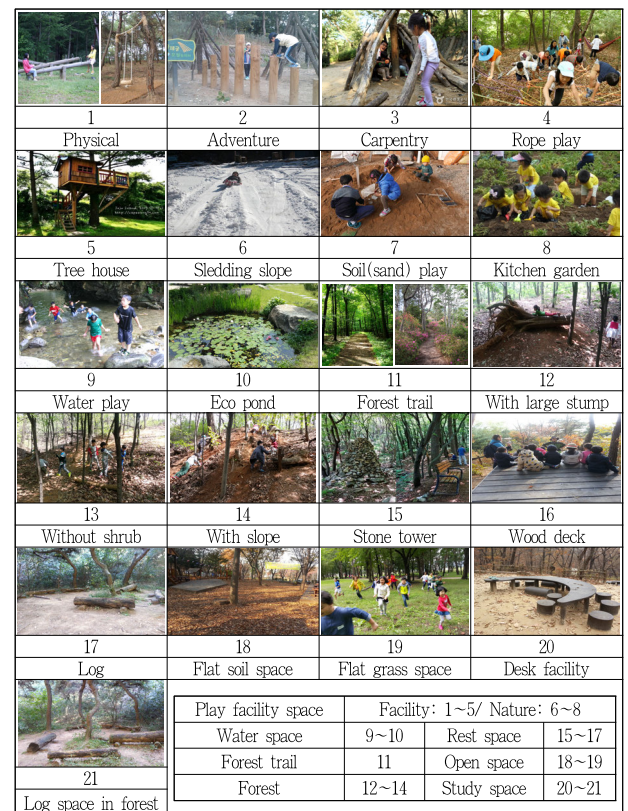 1 2 3 4
Physical Adventure Carpentry Rope play
5 6 7 8
Tree house Sledding slope Soil(sand) play Kitchen garden
9 10 11 12
Water play Eco pond Forest trail With large stump
13 14 15 16
Without shrub With slope Stone tower Wood deck
17 18 19 20
Log Flat soil space Flat grass space Desk facility
21
Log space in forest
Play facility space Facility: 1~5/ Nature: 6~8
Water space 9~10 Rest space 15~17
Forest trail 11 Open space 18~19
Forest 12~14 Study space 20~21